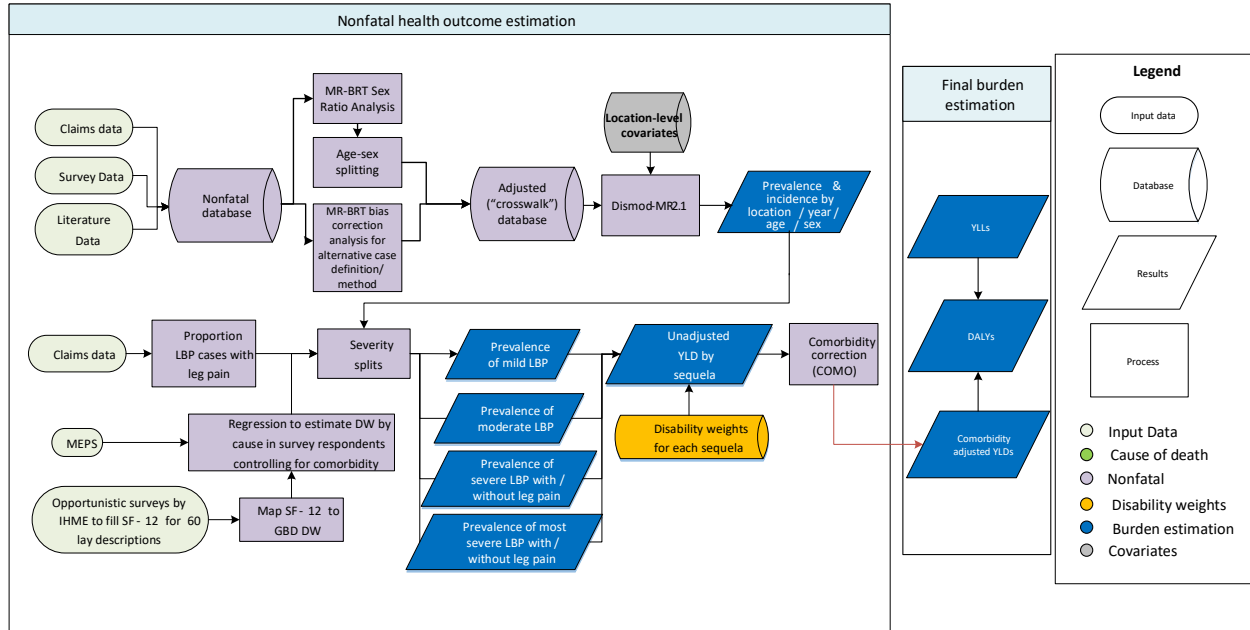 Nonfatal health outcome estimation
Claims data
Survey Data
Literature Data
Nonfatal
database
MR-BRT Sex
Ratio Analysis
Age-sex
splitting
MR-BRT bias
correction
analysis for
alternative case
definition/
method
Adjusted
("crosswalk")
database
Location-level
covariates
Dismod-MR2.1
Prevalence &
incidence by
location / year /
age / sex
Claims data
Proportion
LBP cases with
leg pain
Severity
splits
MEPS
Regression to estimate DW by
cause in survey respondents
controlling for comorbidity
Opportunistic surveys by
IHME to fill SF - 12 for 60
lay descriptions
Map SF - 12 to
GBD DW
Prevalence
of mild LBP
Prevalence of
moderate LBP
Prevalence of
severe LBP with /
without leg pain
Prevalence of most
severe LBP with /
without leg pain
Unadjusted
YLD by
sequela
Disability weights
for each sequela
Comorbidity
correction
(COMO)
Final burden
estimation
YLLs
DALYs
Comorbidity
adjusted YLDs
Legend
Input data
Database
Results
Process
Input Data
Cause of death
Nonfatal
Disability weights
Burden estimation
Covariates